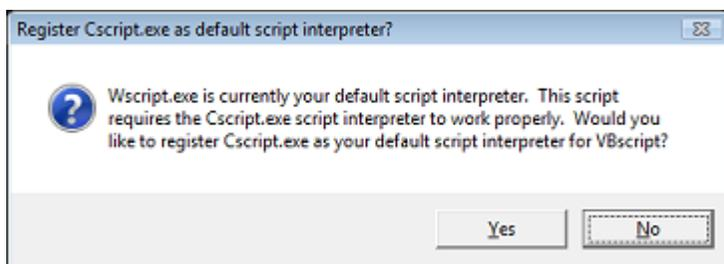 Register Cscript.exe as default script interpreter?
Wscript.exe is currently your default script interpreter.  This script
requires the Cscript.exe script interpreter to work properly.  Would you
like to register Cscript.exe as your default script interpreter for VBscript?
Yes
No